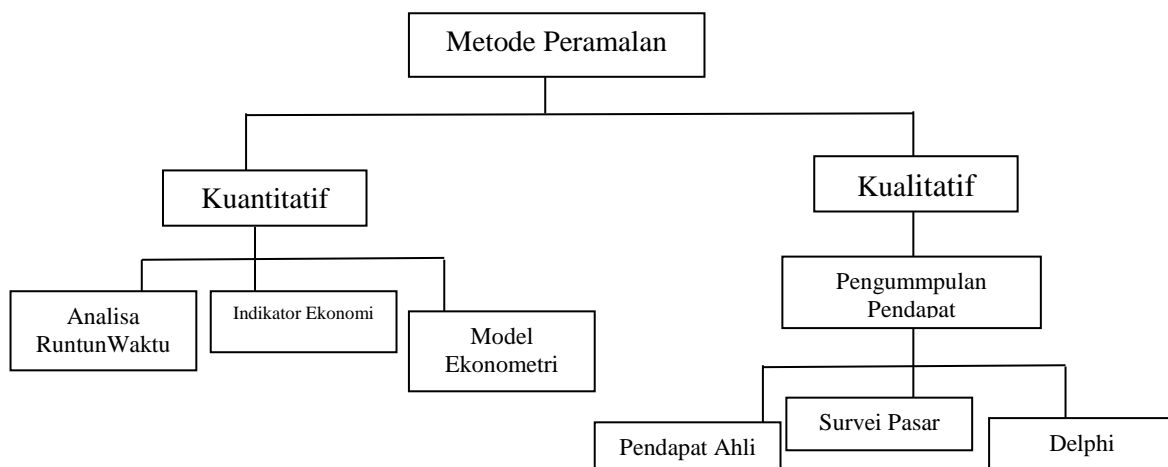 Metode Peramalan
Kuantitatif
Kualitatif
Analisa
RuntunWaktu
Indikator Ekonomi
Model
Ekonometri
Pengummpulan
Pendapat
Pendapat Ahli
Survei Pasar
Delphi